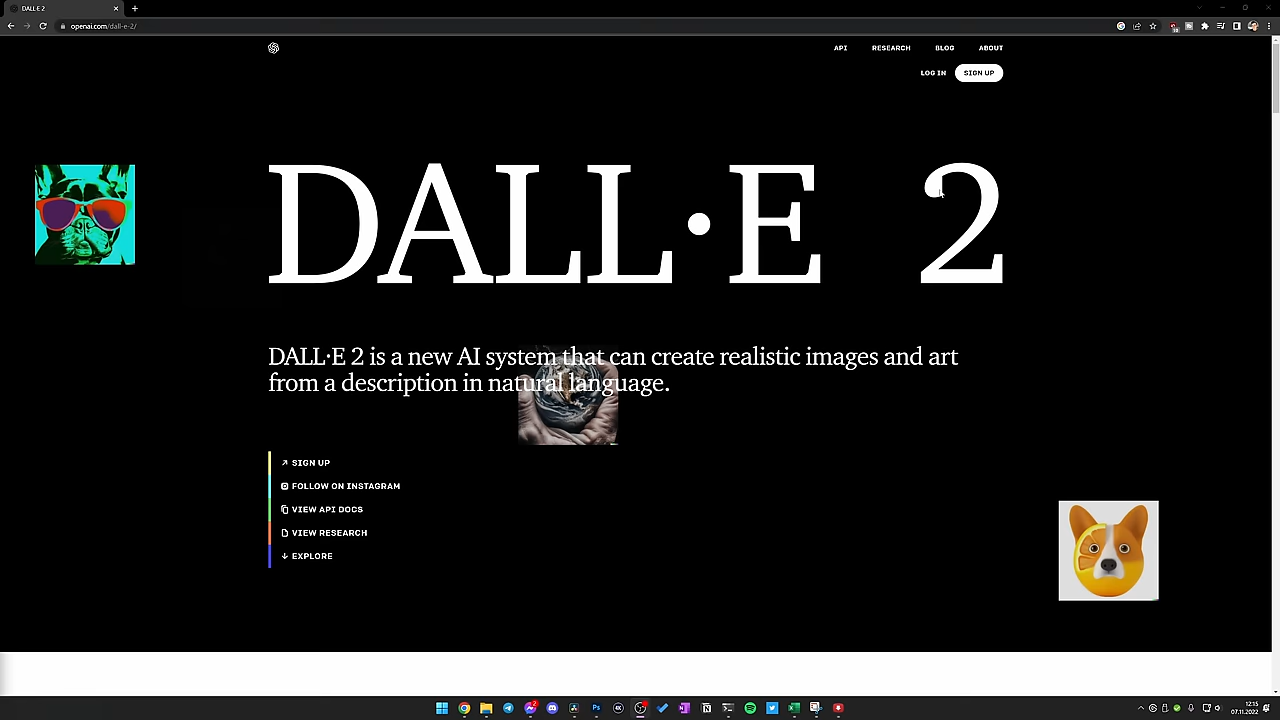 DALL·E 2
openai.com/dall-e-2/
API RESEARCH BLOG ABOUT
LOG IN SIGN UP
DALL·E 2
DALL·E 2 is a new AI system that can create realistic images and art
from a description in natural language.
SIGN UP
FOLLOW ON INSTAGRAM
VIEW API DOCS
VIEW RESEARCH
EXPLORE
12:15
07.11.2022